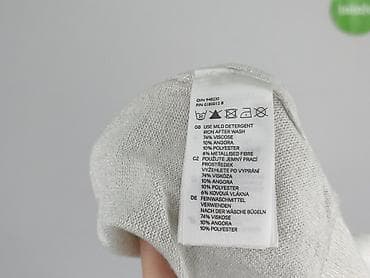 GB USE MILD DETERGENT
IRON AFTER WASH
74% VISCOSE
10% ANGORA
10% POLYESTER
6% METALLISED FIBRE
CZ POUŽIJTE JEMNÝ PRACÍ
PROSTŘEDEK
VYŽEHLETE PO VYPRÁNÍ
74% VISKÓZA
10% ANGORA
10% POLYESTER
6% KOVOVÁ VLÁKNA
DE FEINWASCHMITTEL
VERWENDEN
NACH DER WÄSCHE BÜGELN
74% VISKOSE
10% ANGORA
10% POLYESTER